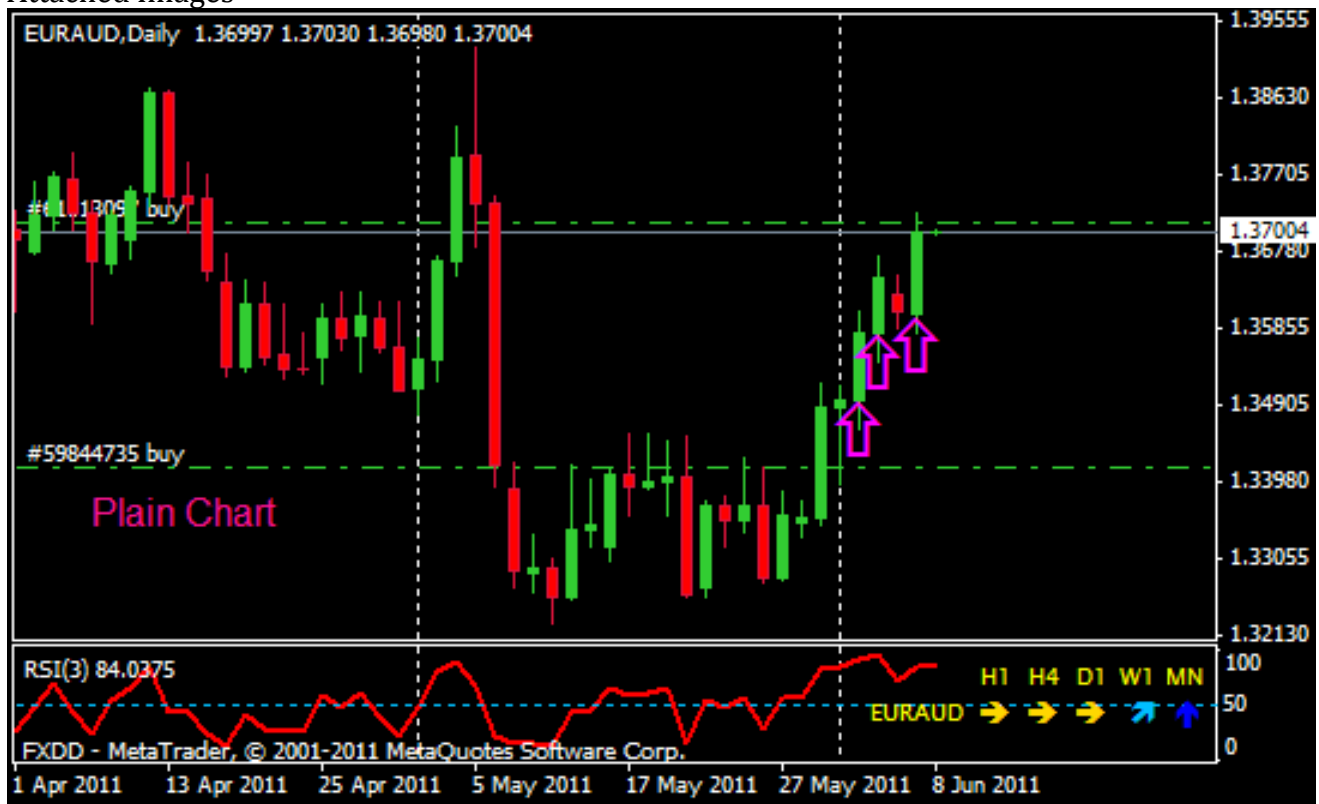 Attached Images
EURAUD,Daily 1.36997 1.37030 1.36980 1.37004
1.39555
1.38630
1.37705
buy
1.37004
1.36780
1.35855
1.34905
#59844735 buy
1.33980
Plain Chart
1.33055
1.32130
RSI(3) 84.0375
100
H1 H4 D1 W1 MN
50
EURAUD
0
FXDD - MetaTrader, © 2001-2011 MetaQuotes Software Corp.
1 Apr 2011 13 Apr 2011 25 Apr 2011 5 May 2011 17 May 2011 27 May 2011 8 Jun 2011